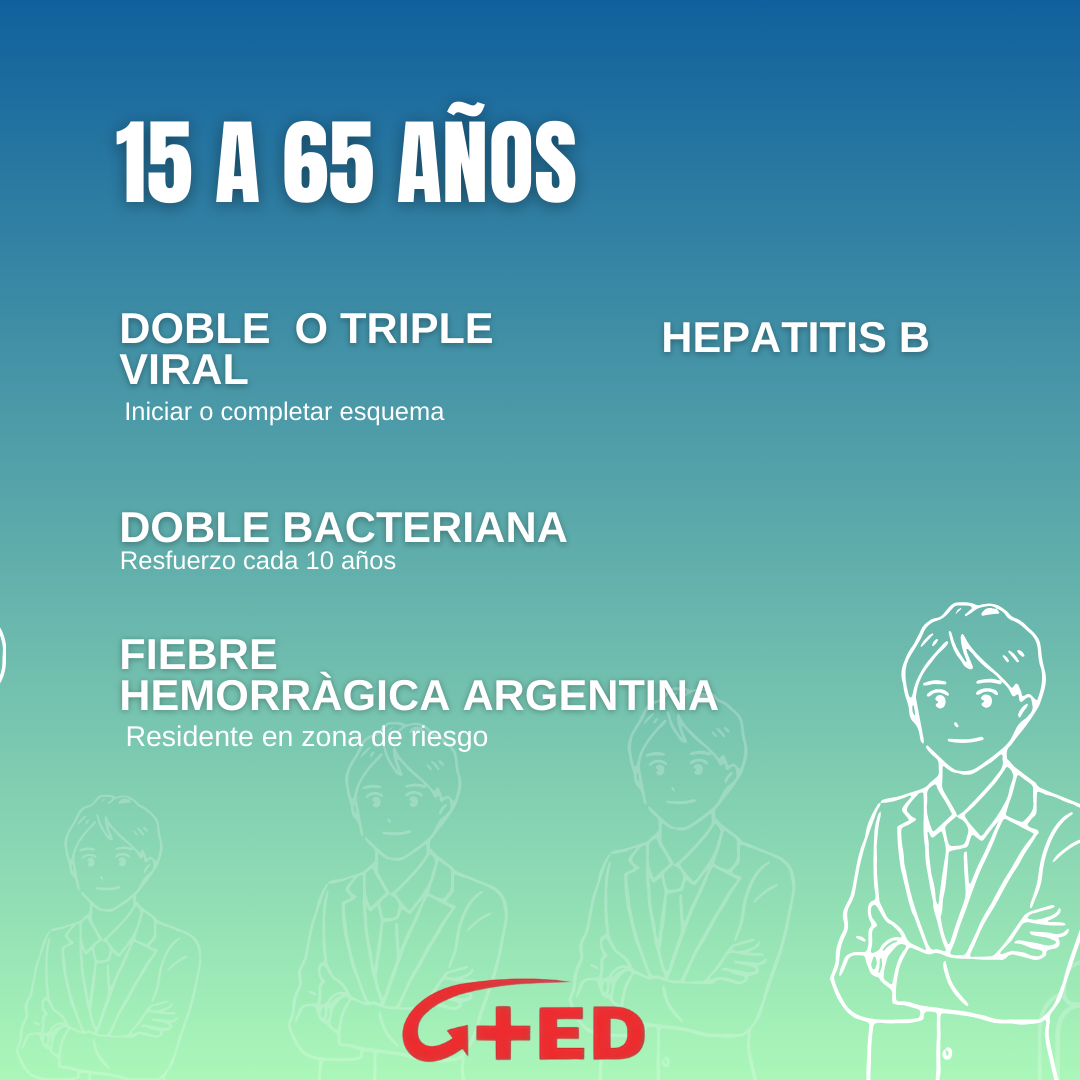 15 A 65 AÑOS
DOBLE O TRIPLE
VIRAL
Iniciar o completar esquema
HEPATITIS B
DOBLE BACTERIANA
Resfuerzo cada 10 años
FIEBRE
HEMORRÀGICA ARGENTINA
Residente en zona de riesgo
G+ED